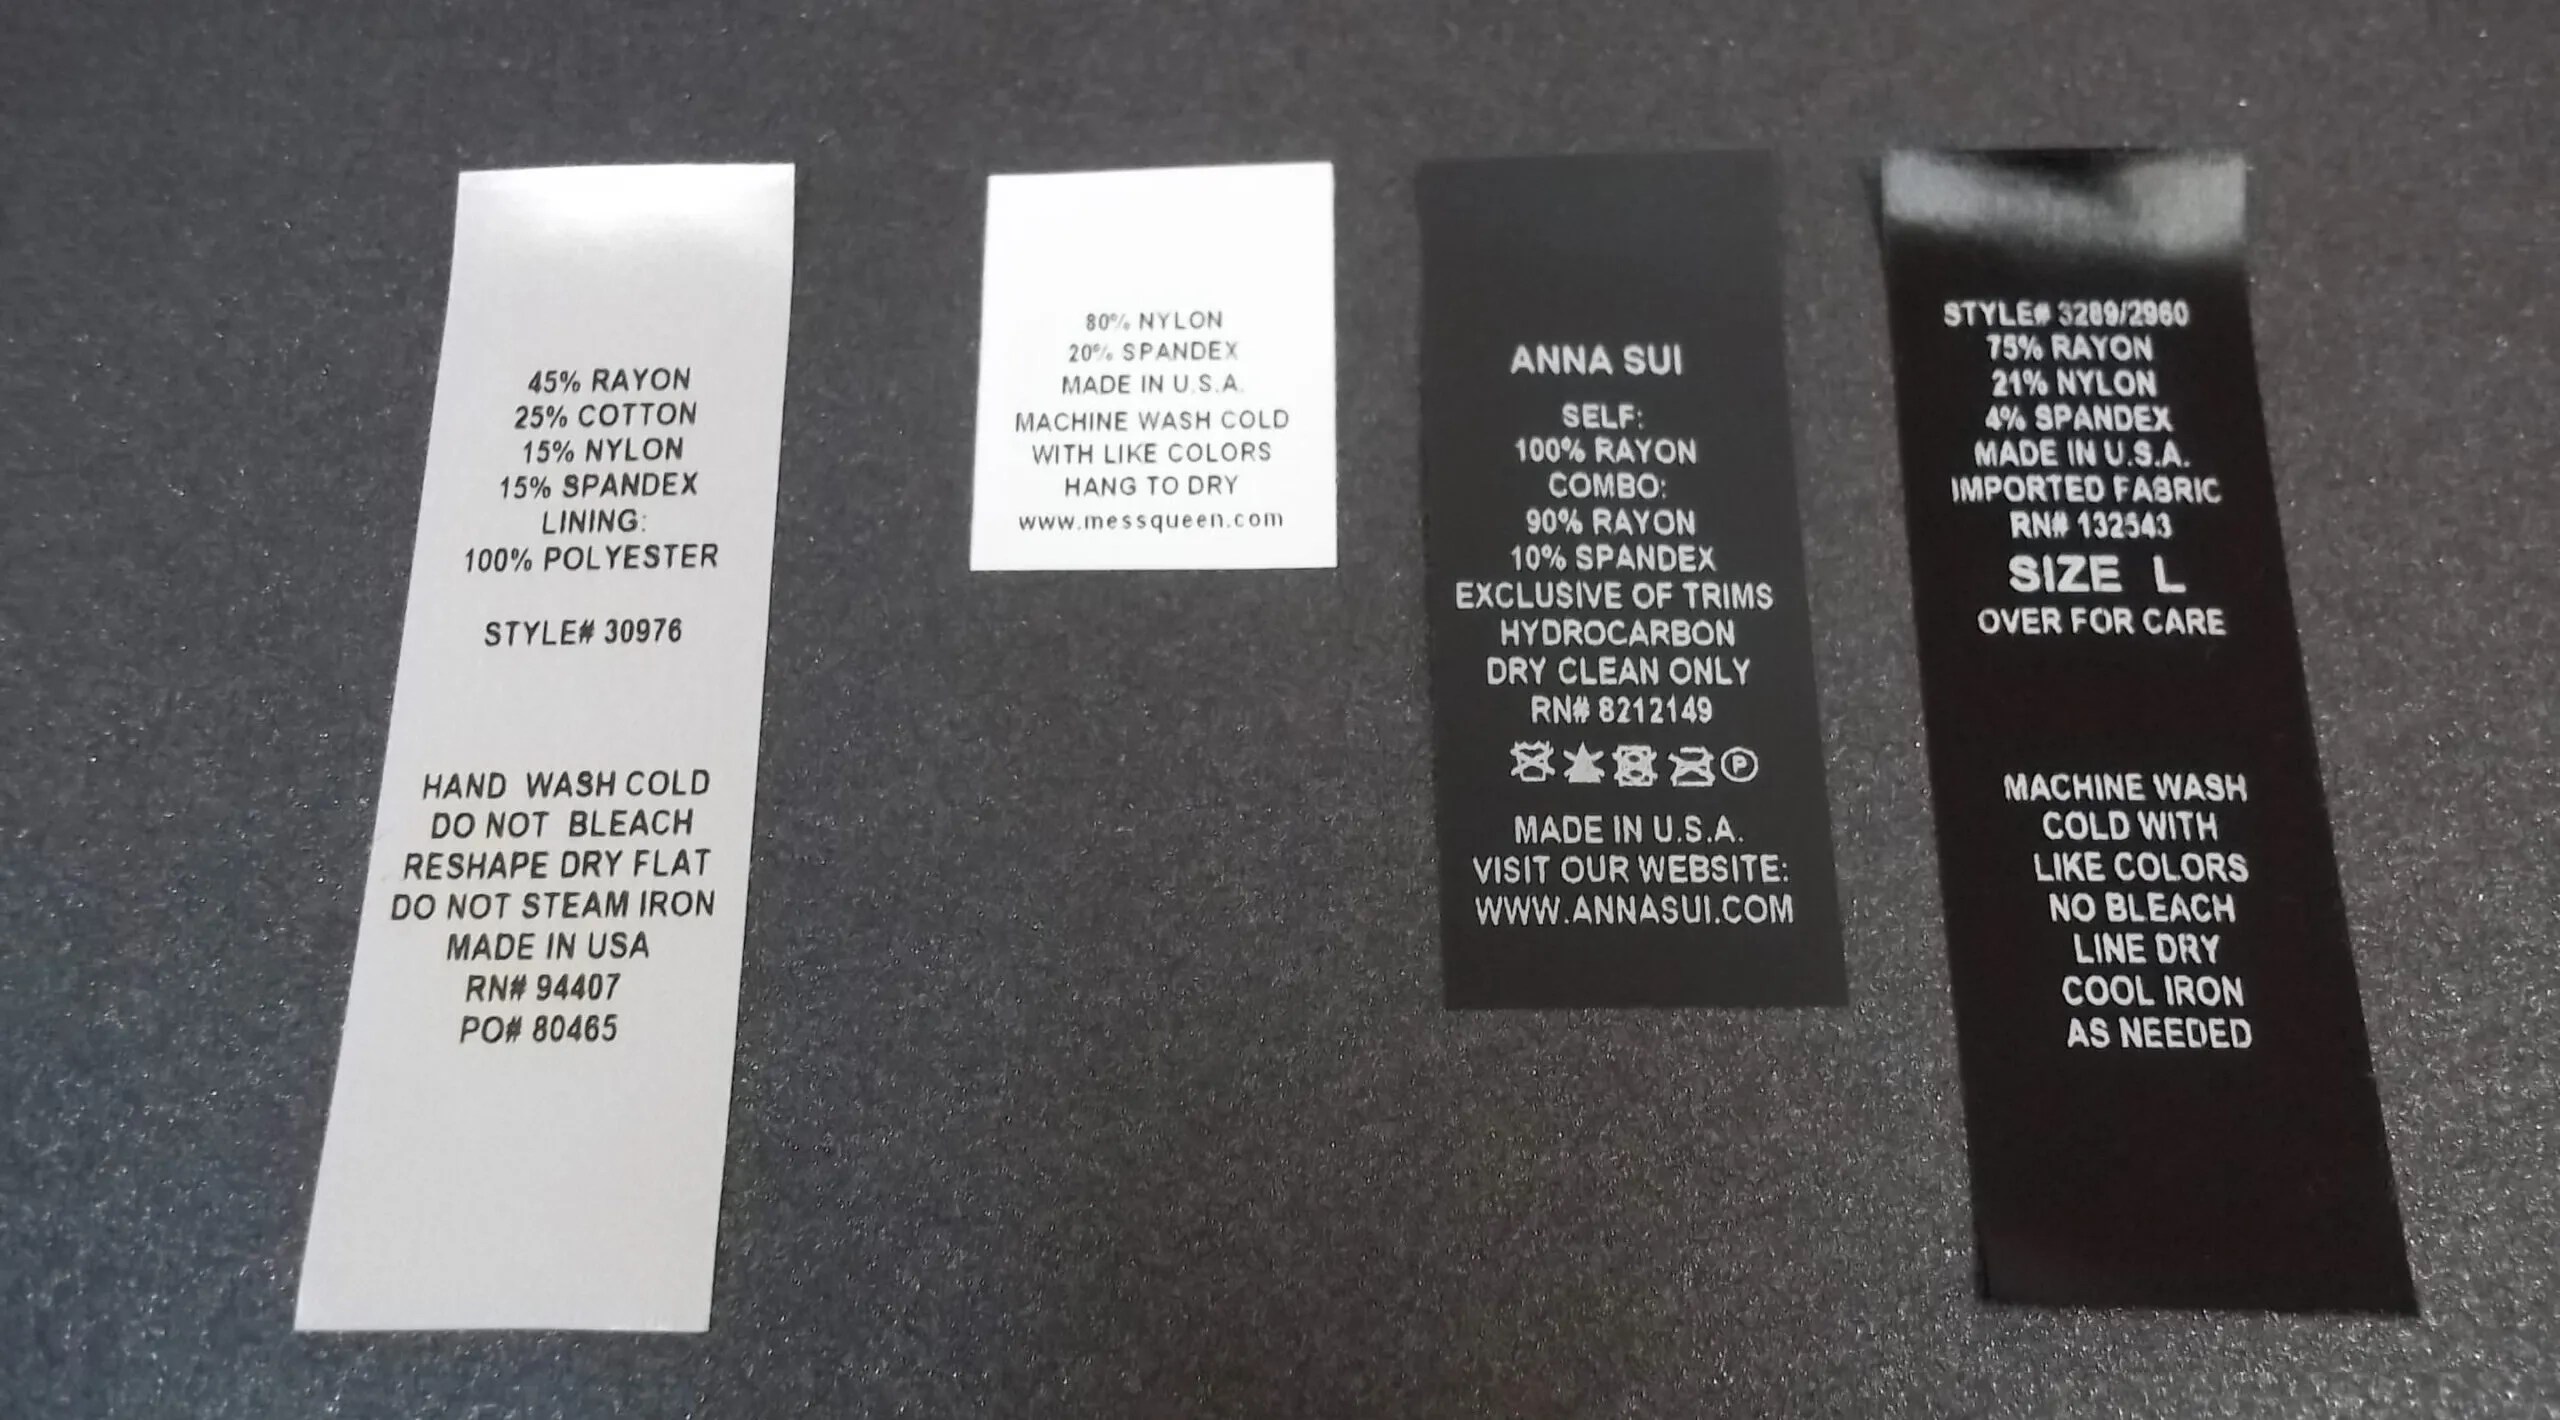 45% RAYON
25% COTTON
15% NYLON
15% SPANDEX
LINING:
100% POLYESTER
STYLE# 30976
HAND WASH COLD
DO NOT BLEACH
RESHAPE DRY FLAT
DO NOT STEAM IRON
MADE IN USA
RN# 94407
PO# 80465
80% NYLON
20% SPANDEX
MADE IN U.S.A.
MACHINE WASH COLD
WITH LIKE COLORS
HANG TO DRY
www.messqueen.com
ANNA SUI
SELF:
100% RAYON
COMBO:
90% RAYON
10% SPANDEX
EXCLUSIVE OF TRIMS
HYDROCARBON
DRY CLEAN ONLY
RN# 8212149
P
MADE IN U.S.A.
VISIT OUR WEBSITE:
WWW.ANNASUI.COM
STYLE# 3289/2960
75% RAYON
21% NYLON
4% SPANDEX
MADE IN U.S.A.
IMPORTED FABRIC
RN# 132543
SIZE L
OVER FOR CARE
MACHINE WASH
COLD WITH
LIKE COLORS
NO BLEACH
LINE DRY
COOL IRON
AS NEEDED